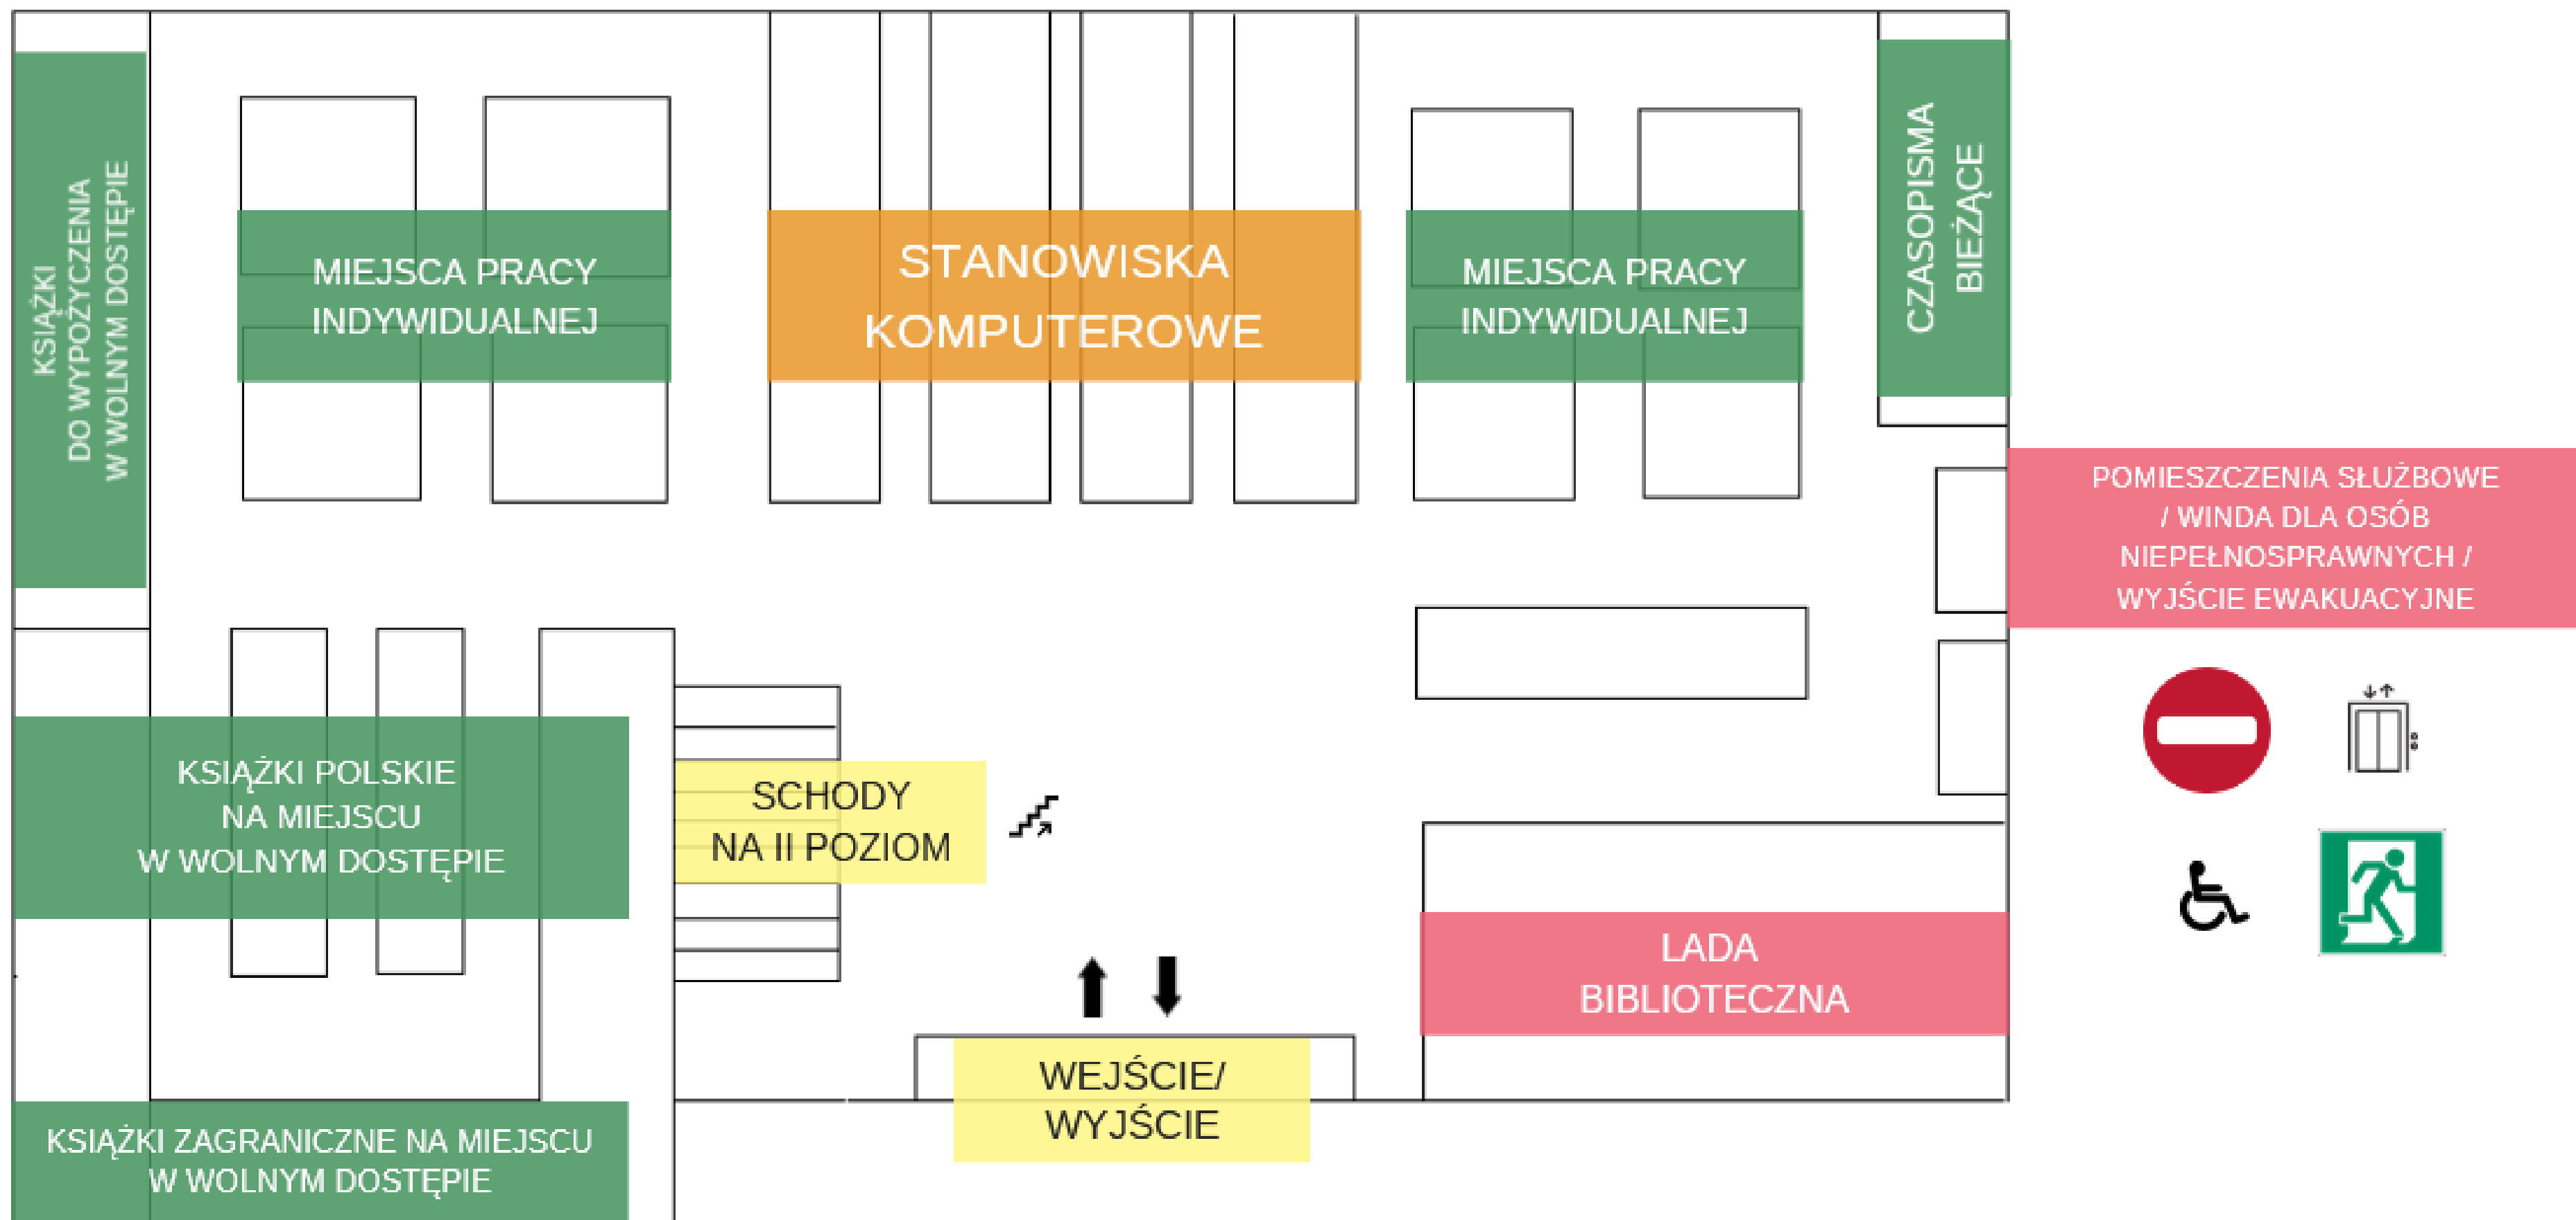 KSIĄŻKI
DO WYPOŻYCZENIA
W WOLNYM DOSTĘPIE
MIEJSCA PRACY
INDYWIDUALNEJ
STANOWISKA
KOMPUTEROWE
MIEJSCA PRACY
INDYWIDUALNEJ
CZASOPISMA
BIEŻĄCE
POMIESZCZENIA SŁUŻBOWE
/ WINDA DLA OSÓB
NIEPEŁNOSPRAWNYCH /
WYJŚCIE EWAKUACYJNE
KSIĄŻKI POLSKIE
NA MIEJSCU
W WOLNYM DOSTĘPIE
SCHODY
NA II POZIOM
LADA
BIBLIOTECZNA
WEJŚCIE/
WYJŚCIE
KSIĄŻKI ZAGRANICZNE NA MIEJSCU
W WOLNYM DOSTĘPIE